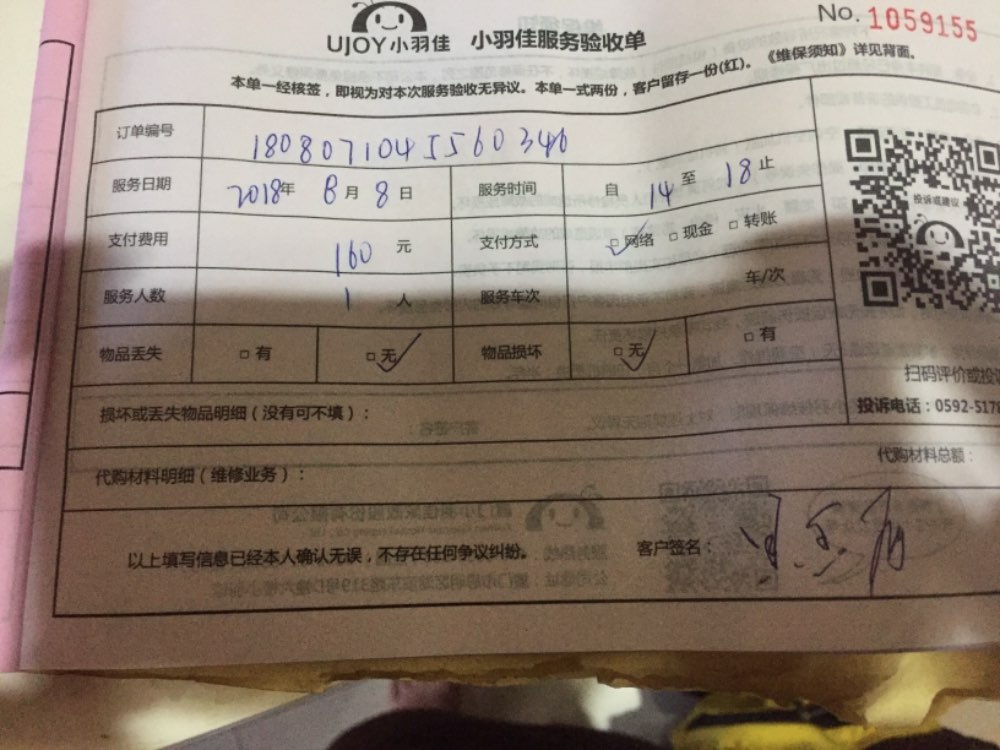 No. 1059155
UJOY小羽佳 小羽佳服务验收单
本单一经核签，即视为对本次服务验收无异议。本单一式两份，客户留存一份(红)。《维保须知》详见背面。
订单编号 1808071045560340
服务日期 2018年 8月 8日 服务时间 自 14 至 18 止
支付费用 160 元 支付方式 ☑网络 □现金 □转账
服务人数 1 人 服务车次 车/次
物品丢失 □有 ☑无 物品损坏 ☑无 □有
投诉或建议
扫码评价或投
投诉电话：0592-517
损坏或丢失物品明细（没有可不填）：
代购材料明细（维修业务）： 代购材料总额：
以上填写信息已经本人确认无误，不存在任何争议纠纷。 客户签名：